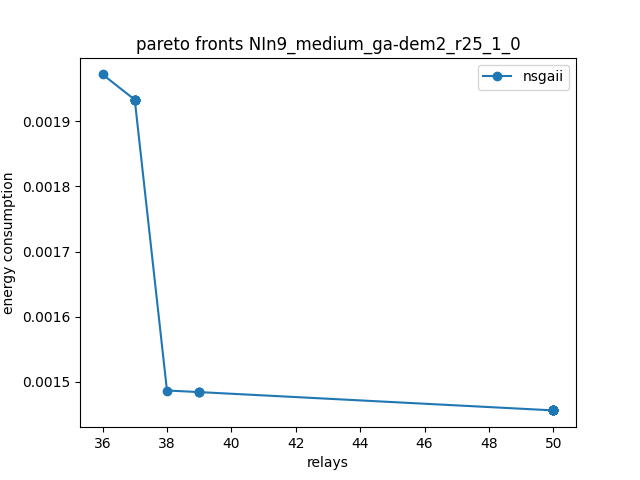 pareto fronts NIn9_medium_ga-dem2_r25_1_0
nsgaii
energy consumption
0.0019
0.0018
0.0017
0.0016
0.0015
36 38 40 42 44 46 48 50
relays